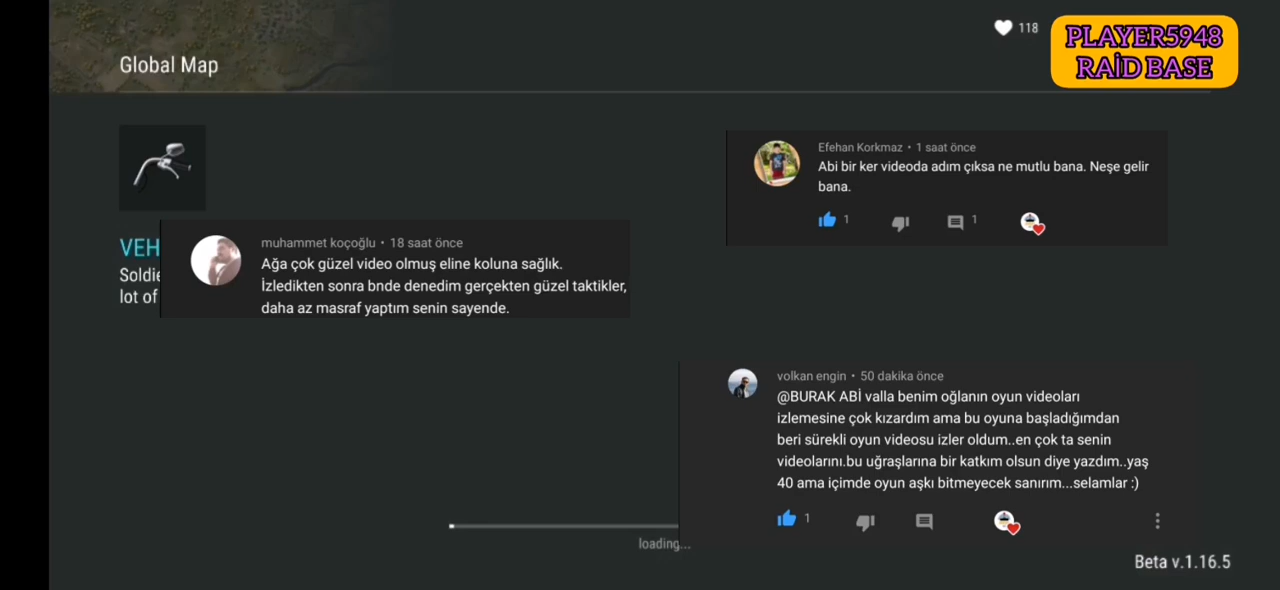 Global Map
118
PLAYER5948
RAİD BASE
Efehan Korkmaz • 1 saat önce
Abi bir ker videoda adım çıksa ne mutlu bana. Neşe gelir
bana.
1
1
VEH
Soldie
lot of
muhammet koçoğlu • 18 saat önce
Ağa çok güzel video olmuş eline koluna sağlık.
İzledikten sonra bnde denedim gerçekten güzel taktikler,
daha az masraf yaptım senin sayende.
volkan engin • 50 dakika önce
@BURAK ABİ valla benim oğlanın oyun videoları
izlemesine çok kızardım ama bu oyuna başladığımdan
beri sürekli oyun videosu izler oldum..en çok ta senin
videolarını.bu uğraşlarına bir katkım olsun diye yazdım..yaş
40 ama içimde oyun aşkı bitmeyecek sanırım...selamlar :)
1
loading...
Beta v.1.16.5